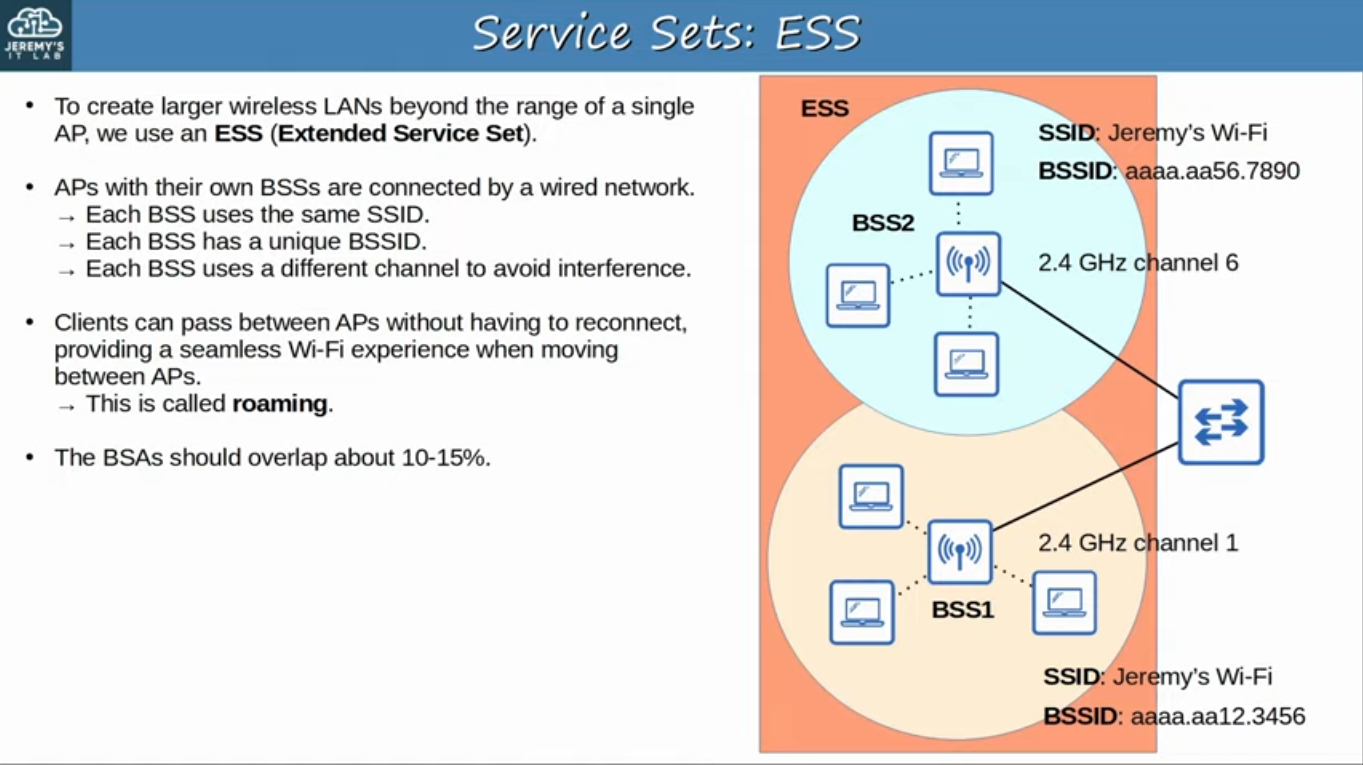 JEREMY'S
IT LAB
Service Sets: ESS
• To create larger wireless LANs beyond the range of a single
AP, we use an ESS (Extended Service Set).
• APs with their own BSSs are connected by a wired network.
→ Each BSS uses the same SSID.
→ Each BSS has a unique BSSID.
→ Each BSS uses a different channel to avoid interference.
• Clients can pass between APs without having to reconnect,
providing a seamless Wi-Fi experience when moving
between APs.
→ This is called roaming.
• The BSAs should overlap about 10-15%.
ESS
SSID: Jeremy's Wi-Fi
BSSID: aaaa.aa56.7890
BSS2
2.4 GHz channel 6
2.4 GHz channel 1
BSS1
SSID: Jeremy's Wi-Fi
BSSID: aaaa.aa12.3456